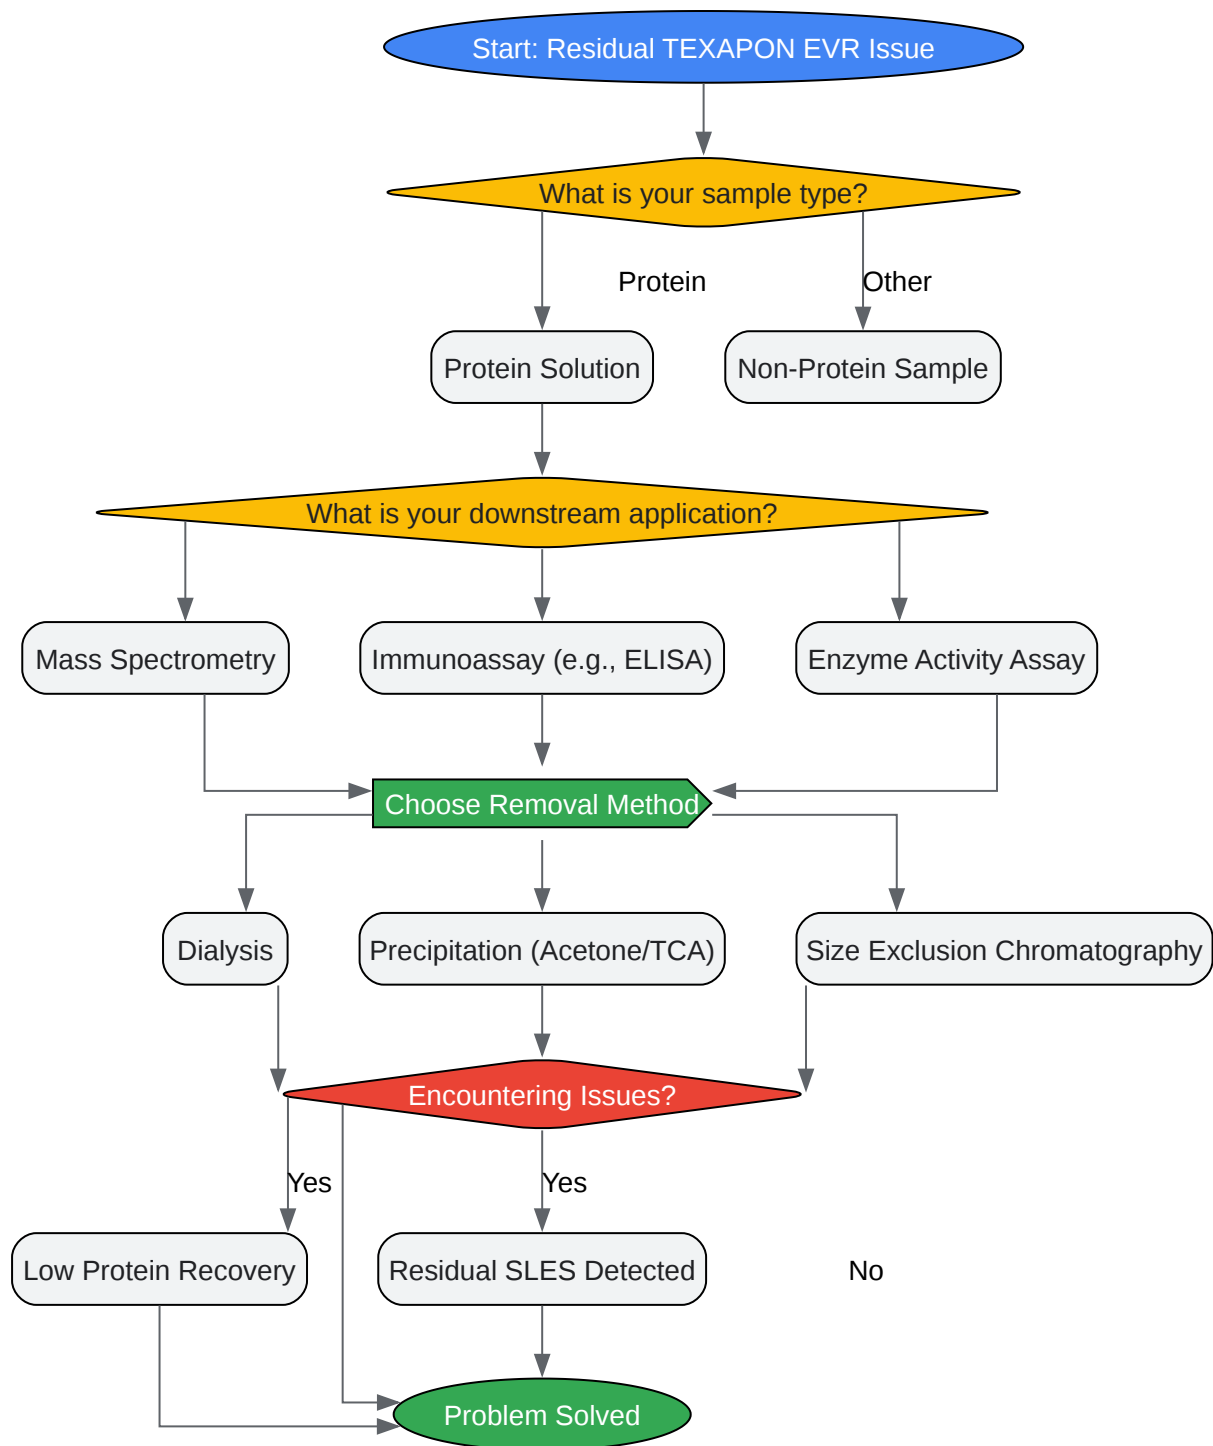 Start: Residual TEXAPON EVR Issue
What is your sample type?
Protein
Other
Protein Solution
Non-Protein Sample
What is your downstream application?
Mass Spectrometry
Immunoassay (e.g., ELISA)
Enzyme Activity Assay
Choose Removal Method
Dialysis
Precipitation (Acetone/TCA)
Size Exclusion Chromatography
Encountering Issues?
Yes
Yes
Low Protein Recovery
Residual SLES Detected
No
Problem Solved